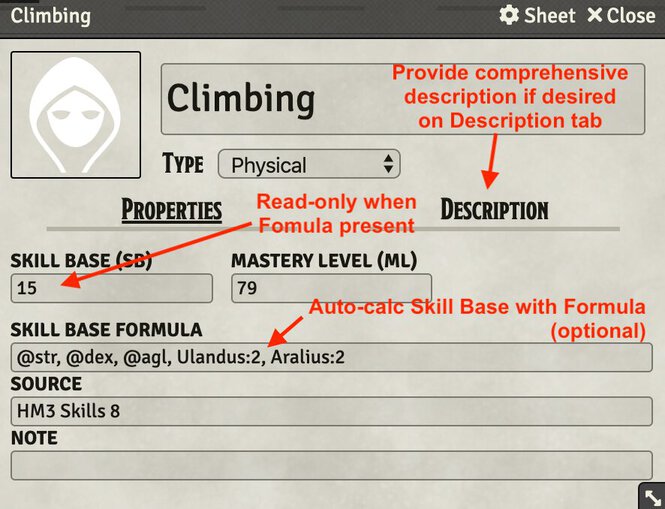 Climbing
Sheet
Close
Climbing
Provide comprehensive
description if desired
on Description tab
TYPE
Physical
PROPERTIES
Read-only when
Fomula present
DESCRIPTION
SKILL BASE (SB)
MASTERY LEVEL (ML)
15
79
Auto-calc Skill Base with Formula
(optional)
SKILL BASE FORMULA
@str, @dex, @agl, Ulandus:2, Aralius:2
SOURCE
HM3 Skills 8
NOTE